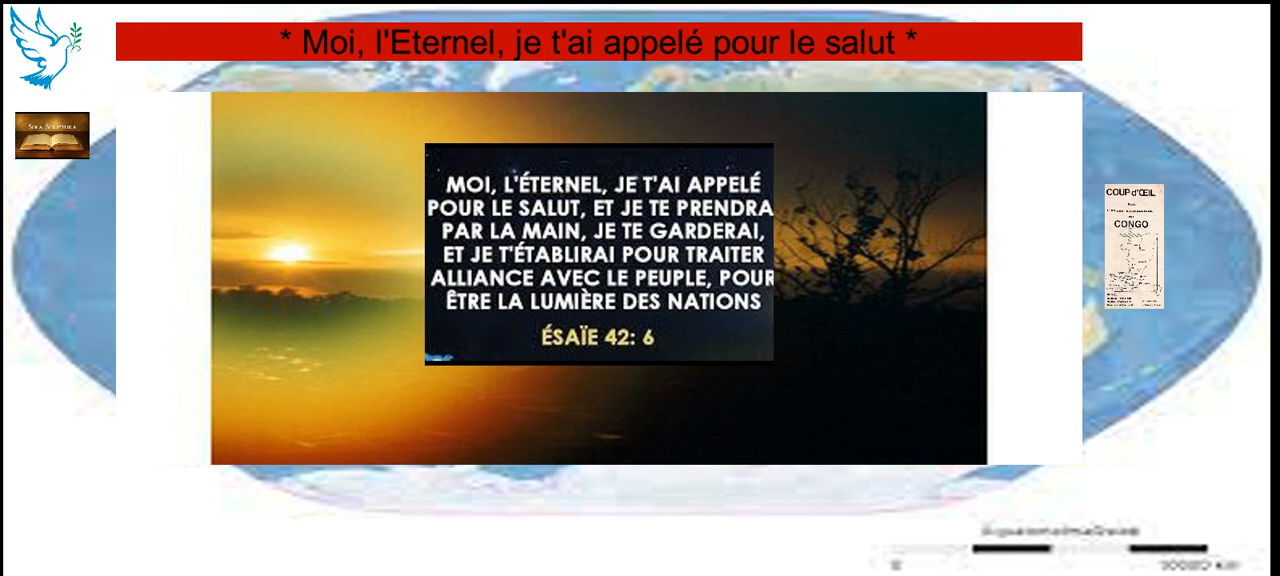 * Moi, l'Eternel, je t'ai appelé pour le salut *
SOLA SCRIPTURA
MOI, L'ÉTERNEL, JE T'AI APPELÉ
POUR LE SALUT, ET JE TE PRENDRA
PAR LA MAIN, JE TE GARDERAI,
ET JE T'ÉTABLIRAI POUR TRAITER
ALLIANCE AVEC LE PEUPLE, POUR
ÊTRE LA LUMIÈRE DES NATIONS
ÉSAÏE 42: 6
COUP d'ŒIL
CONGO